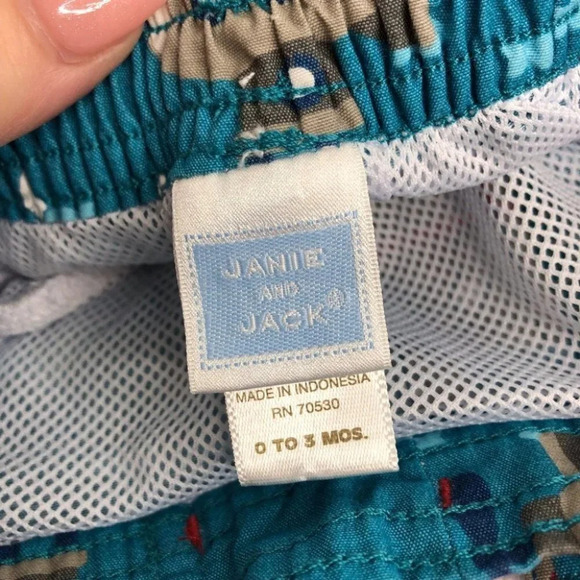 JANIE
AND
JACK®
MADE IN INDONESIA
RN 70530
0 TO 3 MOS.